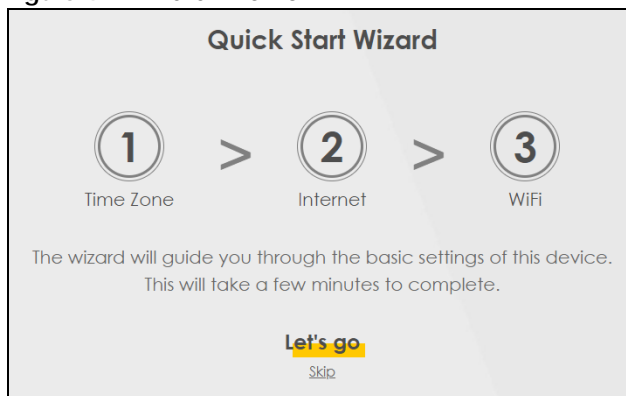 Quick Start Wizard
1 > 2 > 3
Time Zone Internet WiFi
The wizard will guide you through the basic settings of this device.
This will take a few minutes to complete.
Let's go
Skip